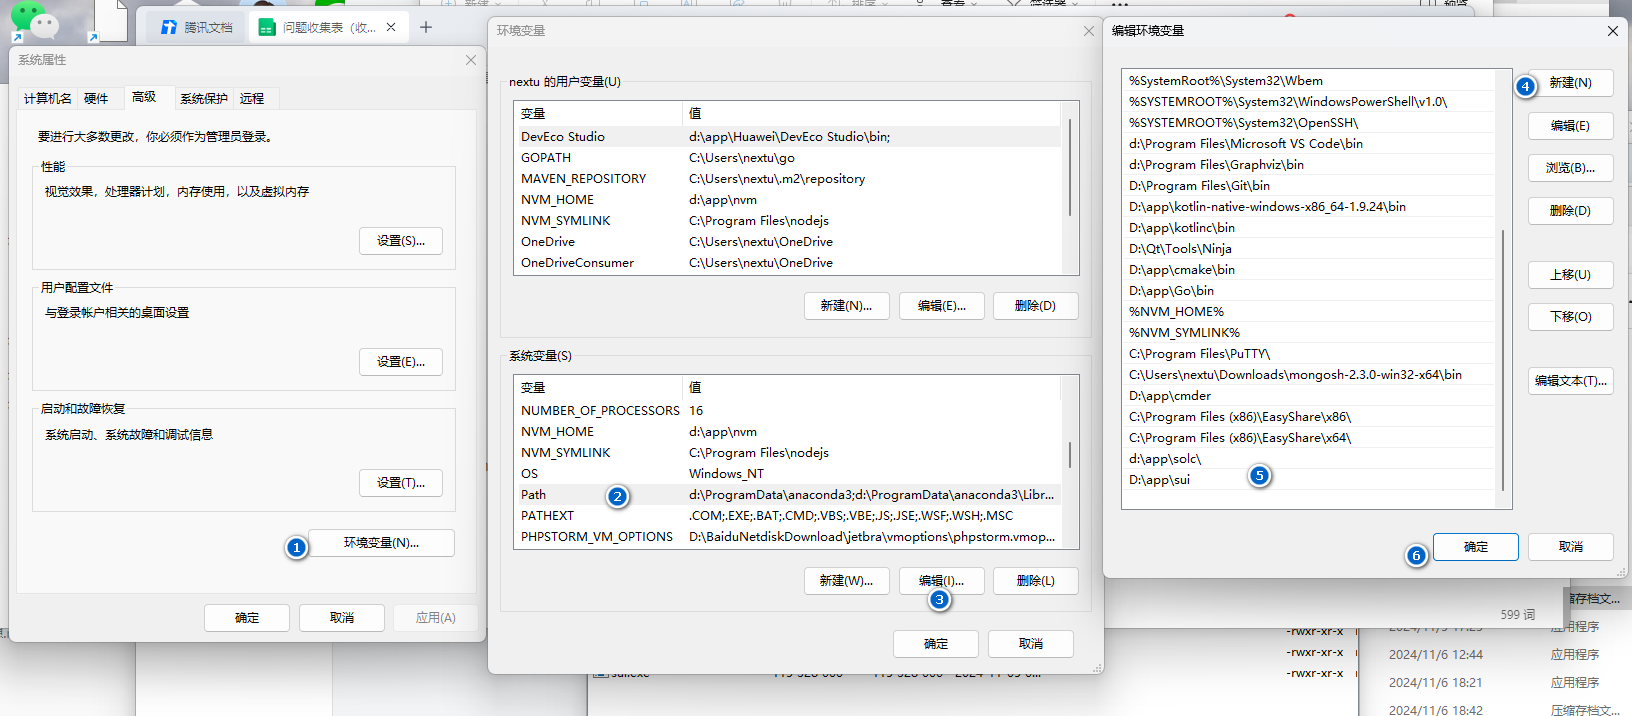 腾讯文档
问题收集表（收...
系统属性
计算机名
硬件
高级
系统保护
远程
要进行大多数更改，你必须作为管理员登录。
性能
视觉效果，处理器计划，内存使用，以及虚拟内存
设置(S)...
用户配置文件
与登录帐户相关的桌面设置
设置(E)...
启动和故障恢复
系统启动、系统故障和调试信息
设置(T)...
1
环境变量(N)...
确定
取消
应用(A)
环境变量
nextu 的用户变量(U)
变量 值
DevEco Studio d:\app\Huawei\DevEco Studio\bin;
GOPATH C:\Users\nextu\go
MAVEN_REPOSITORY C:\Users\nextu\.m2\repository
NVM_HOME d:\app\nvm
NVM_SYMLINK C:\Program Files\nodejs
OneDrive C:\Users\nextu\OneDrive
OneDriveConsumer C:\Users\nextu\OneDrive
新建(N)...
编辑(E)...
删除(D)
系统变量(S)
变量 值
NUMBER_OF_PROCESSORS 16
NVM_HOME d:\app\nvm
NVM_SYMLINK C:\Program Files\nodejs
OS Windows_NT
Path 2 d:\ProgramData\anaconda3;d:\ProgramData\anaconda3\Libr...
PATHEXT .COM;.EXE;.BAT;.CMD;.VBS;.VBE;.JS;.JSE;.WSF;.WSH;.MSC
PHPSTORM_VM_OPTIONS D:\BaiduNetdiskDownload\jetbra\vmoptions\phpstorm.vmop...
新建(W)...
编辑(I)...
删除(L)
3
确定
取消
编辑环境变量
%SystemRoot%\System32\Wbem
%SYSTEMROOT%\System32\WindowsPowerShell\v1.0\
%SYSTEMROOT%\System32\OpenSSH\
d:\Program Files\Microsoft VS Code\bin
d:\Program Files\Graphviz\bin
D:\Program Files\Git\bin
D:\app\kotlin-native-windows-x86_64-1.9.24\bin
D:\app\kotlinc\bin
D:\Qt\Tools\Ninja
D:\app\cmake\bin
D:\app\Go\bin
%NVM_HOME%
%NVM_SYMLINK%
C:\Program Files\PuTTY\
C:\Users\nextu\Downloads\mongosh-2.3.0-win32-x64\bin
D:\app\cmder
C:\Program Files (x86)\EasyShare\x86\
C:\Program Files (x86)\EasyShare\x64\
d:\app\solc\
D:\app\sui
5
4
新建(N)
编辑(E)
浏览(B)...
删除(D)
上移(U)
下移(O)
编辑文本(T)...
6
确定
取消
599 词
缩存档文...
应用程序
-rwxr-xr-x
2024/11/6 12:44 应用程序
-rwxr-xr-x
2024/11/6 18:21 应用程序
2024/11/6 18:42 压缩存档文...